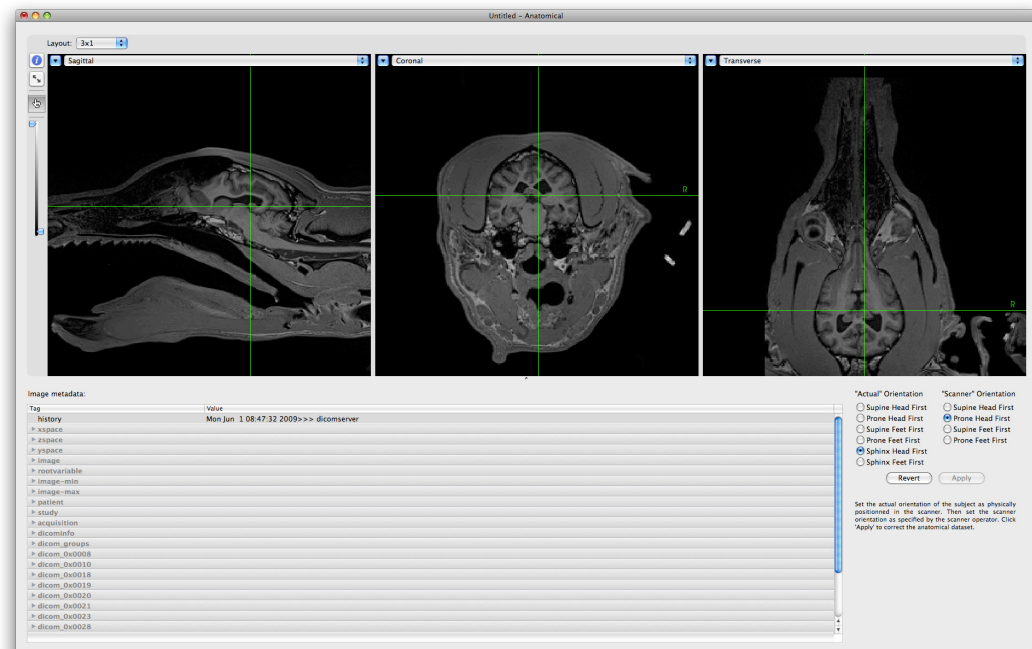 Untitled - Anatomical
Layout: 3x1
Sagittal
Coronal
Transverse
R
R
Image metadata:
Tag Value
history Mon Jun 1 08:47:32 2009>>> dicomserver
xspace
zspace
yspace
image
rootvariable
image-min
image-max
patient
study
acquisition
dicominfo
dicom_groups
dicom_0x0008
dicom_0x0010
dicom_0x0018
dicom_0x0019
dicom_0x0020
dicom_0x0021
dicom_0x0023
dicom_0x0028
"Actual" Orientation
Supine Head First
Prone Head First
Supine Feet First
Prone Feet First
Sphinx Head First
Sphinx Feet First
"Scanner" Orientation
Supine Head First
Prone Head First
Supine Feet First
Prone Feet First
Revert
Apply
Set the actual orientation of the subject as physically
positionned in the scanner. Then set the scanner
orientation as specified by the scanner operator. Click
'Apply' to correct the anatomical dataset.